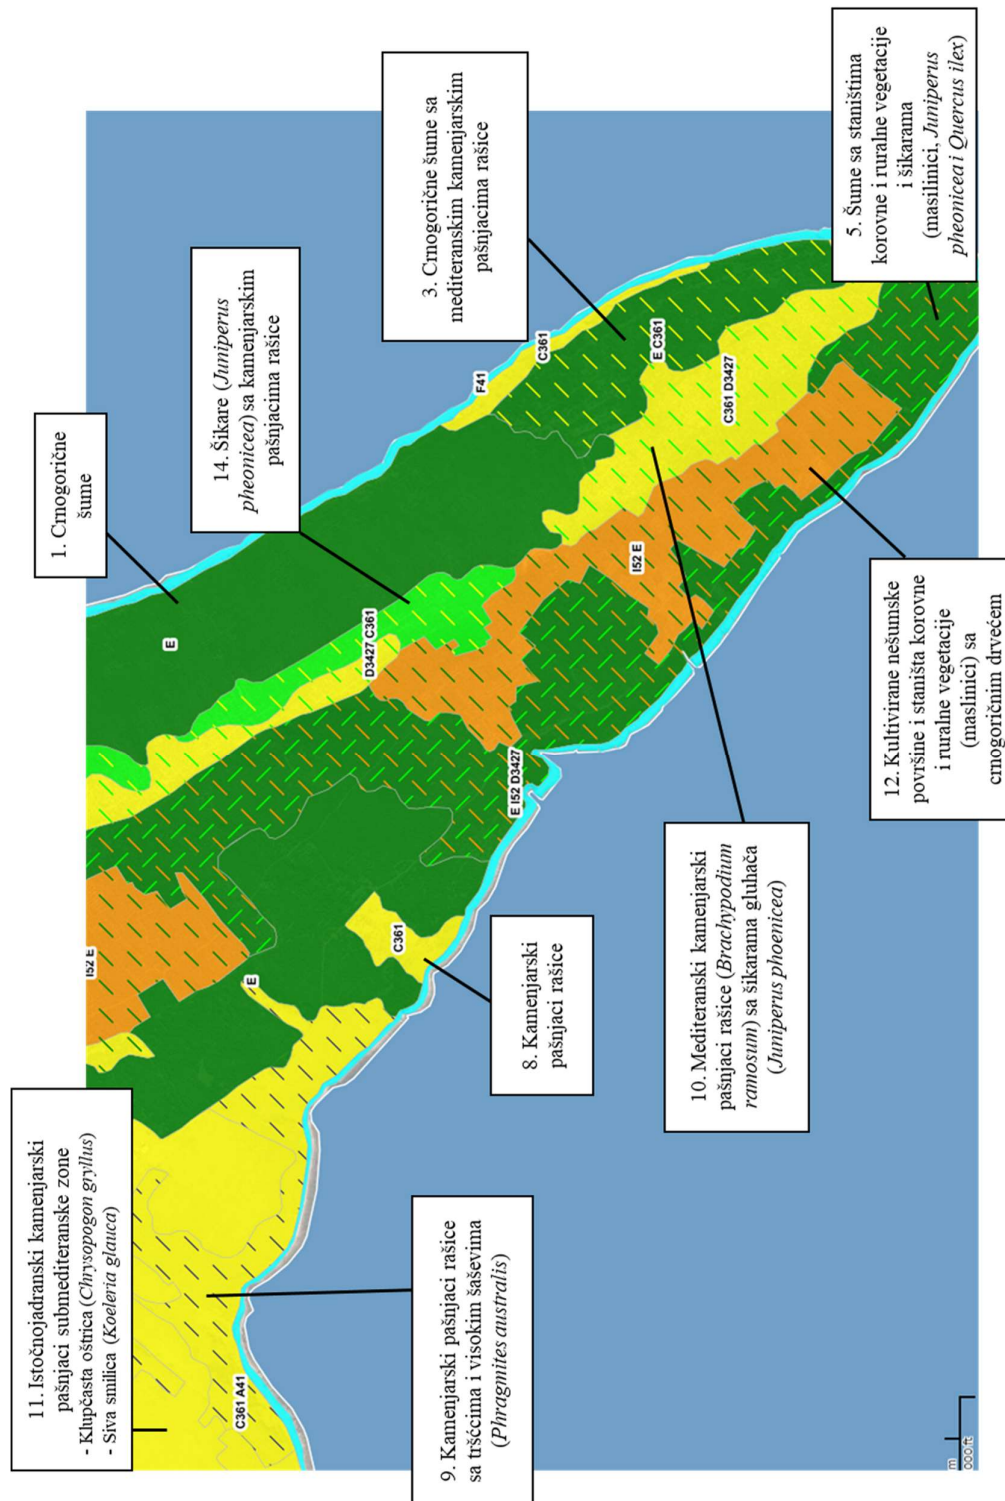 11. Istočnojadranski kamenjarski
pašnjaci submediteranske zone
- Klupčasta oštrica (Chrysopogon gryllus)
- Siva smilica (Koeleria glauca)
1. Crnogorične
šume
14. Šikare (Juniperus
pheonicea) sa kamenjarskim
pašnjacima rašice
3. Crnogorične šume sa
mediteranskim kamenjarskim
pašnjacima rašice
5. Šume sa staništima
korovne i ruralne vegetacije
i šikarama
(masilinici, Juniperus
pheonicea i Quercus ilex)
I52 E
E
E
C361 A41
D3427 C361
C361
F41
C361
E I52 D3427
I52 E
E C361
C361 D3427
9. Kamenjarski pašnjaci rašice
sa tršćcima i visokim šaševima
(Phragmites australis)
8. Kamenjarski
pašnjaci rašice
10. Mediteranski kamenjarski
pašnjaci rašice (Brachypodium
ramosum) sa šikarama gluhača
(Juniperus phoenicea)
12. Kultivirane nešumske
površine i staništa korovne
i ruralne vegetacije
(maslinici) sa
crnogoričnim drvećem
m
000 ft